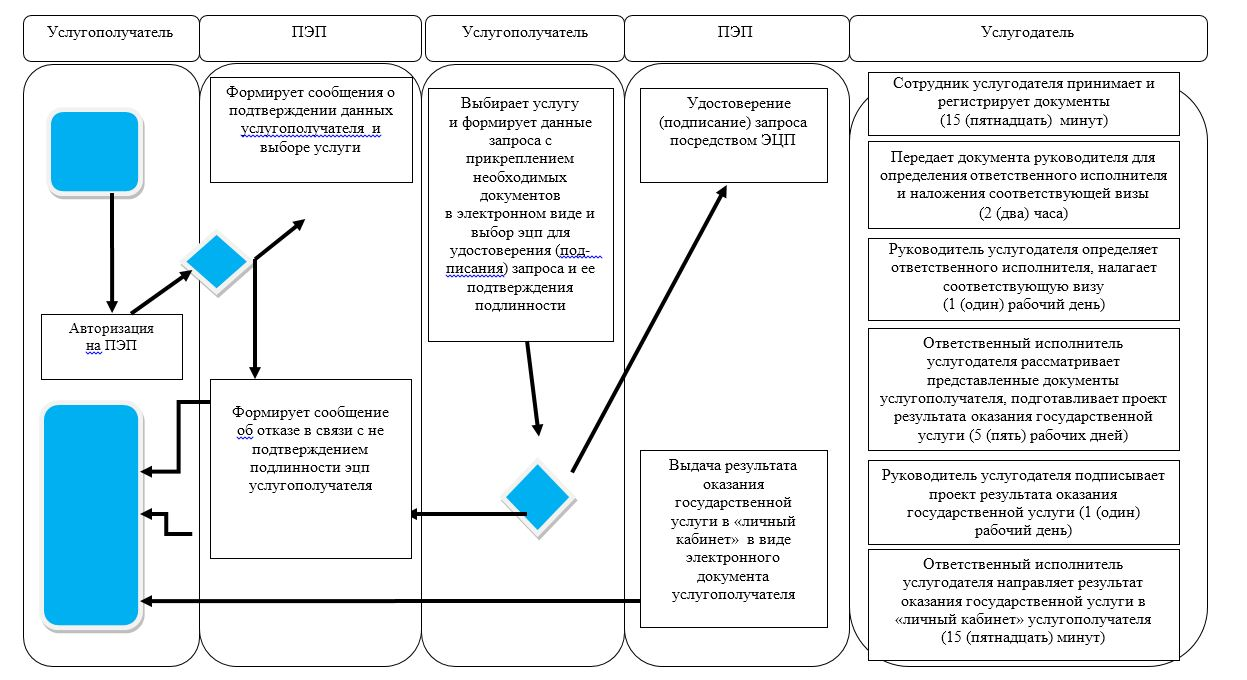 Услугополучатель
ПЭП
Услугополучатель
ПЭП
Услугодатель
Авторизация
на ПЭП
Формирует сообщения о
подтверждении данных
услугополучателя и
выборе услуги
Формирует сообщение
об отказе в связи с не
подтверждением
подлинности эцп
услугополучателя
Выбирает услугу
и формирует данные
запроса с
прикреплением
необходимых
документов
в электронном виде и
выбор эцп для
удостоверения (под-
писания) запроса и ее
подтверждения
подлинности
Удостоверение
(подписание) запроса
посредством ЭЦП
Выдача результата
оказания
государственной
услуги в «личный
кабинет» в виде
электронного
документа
услугополучателя
Сотрудник услугодателя принимает и
регистрирует документы
(15 (пятнадцать) минут)
Передает документа руководителя для
определения ответственного исполнителя
и наложения соответствующей визы
(2 (два) часа)
Руководитель услугодателя определяет
ответственного исполнителя, налагает
соответствующую визу
(1 (один) рабочий день)
Ответственный исполнитель
услугодателя рассматривает
представленные документы
услугополучателя, подготавливает проект
результата оказания государственной
услуги (5 (пять) рабочих дней)
Руководитель услугодателя подписывает
проект результата оказания
государственной услуги (1 (один)
рабочий день)
Ответственный исполнитель
услугодателя направляет результат
оказания государственной услуги в
«личный кабинет» услугополучателя
(15 (пятнадцать) минут)